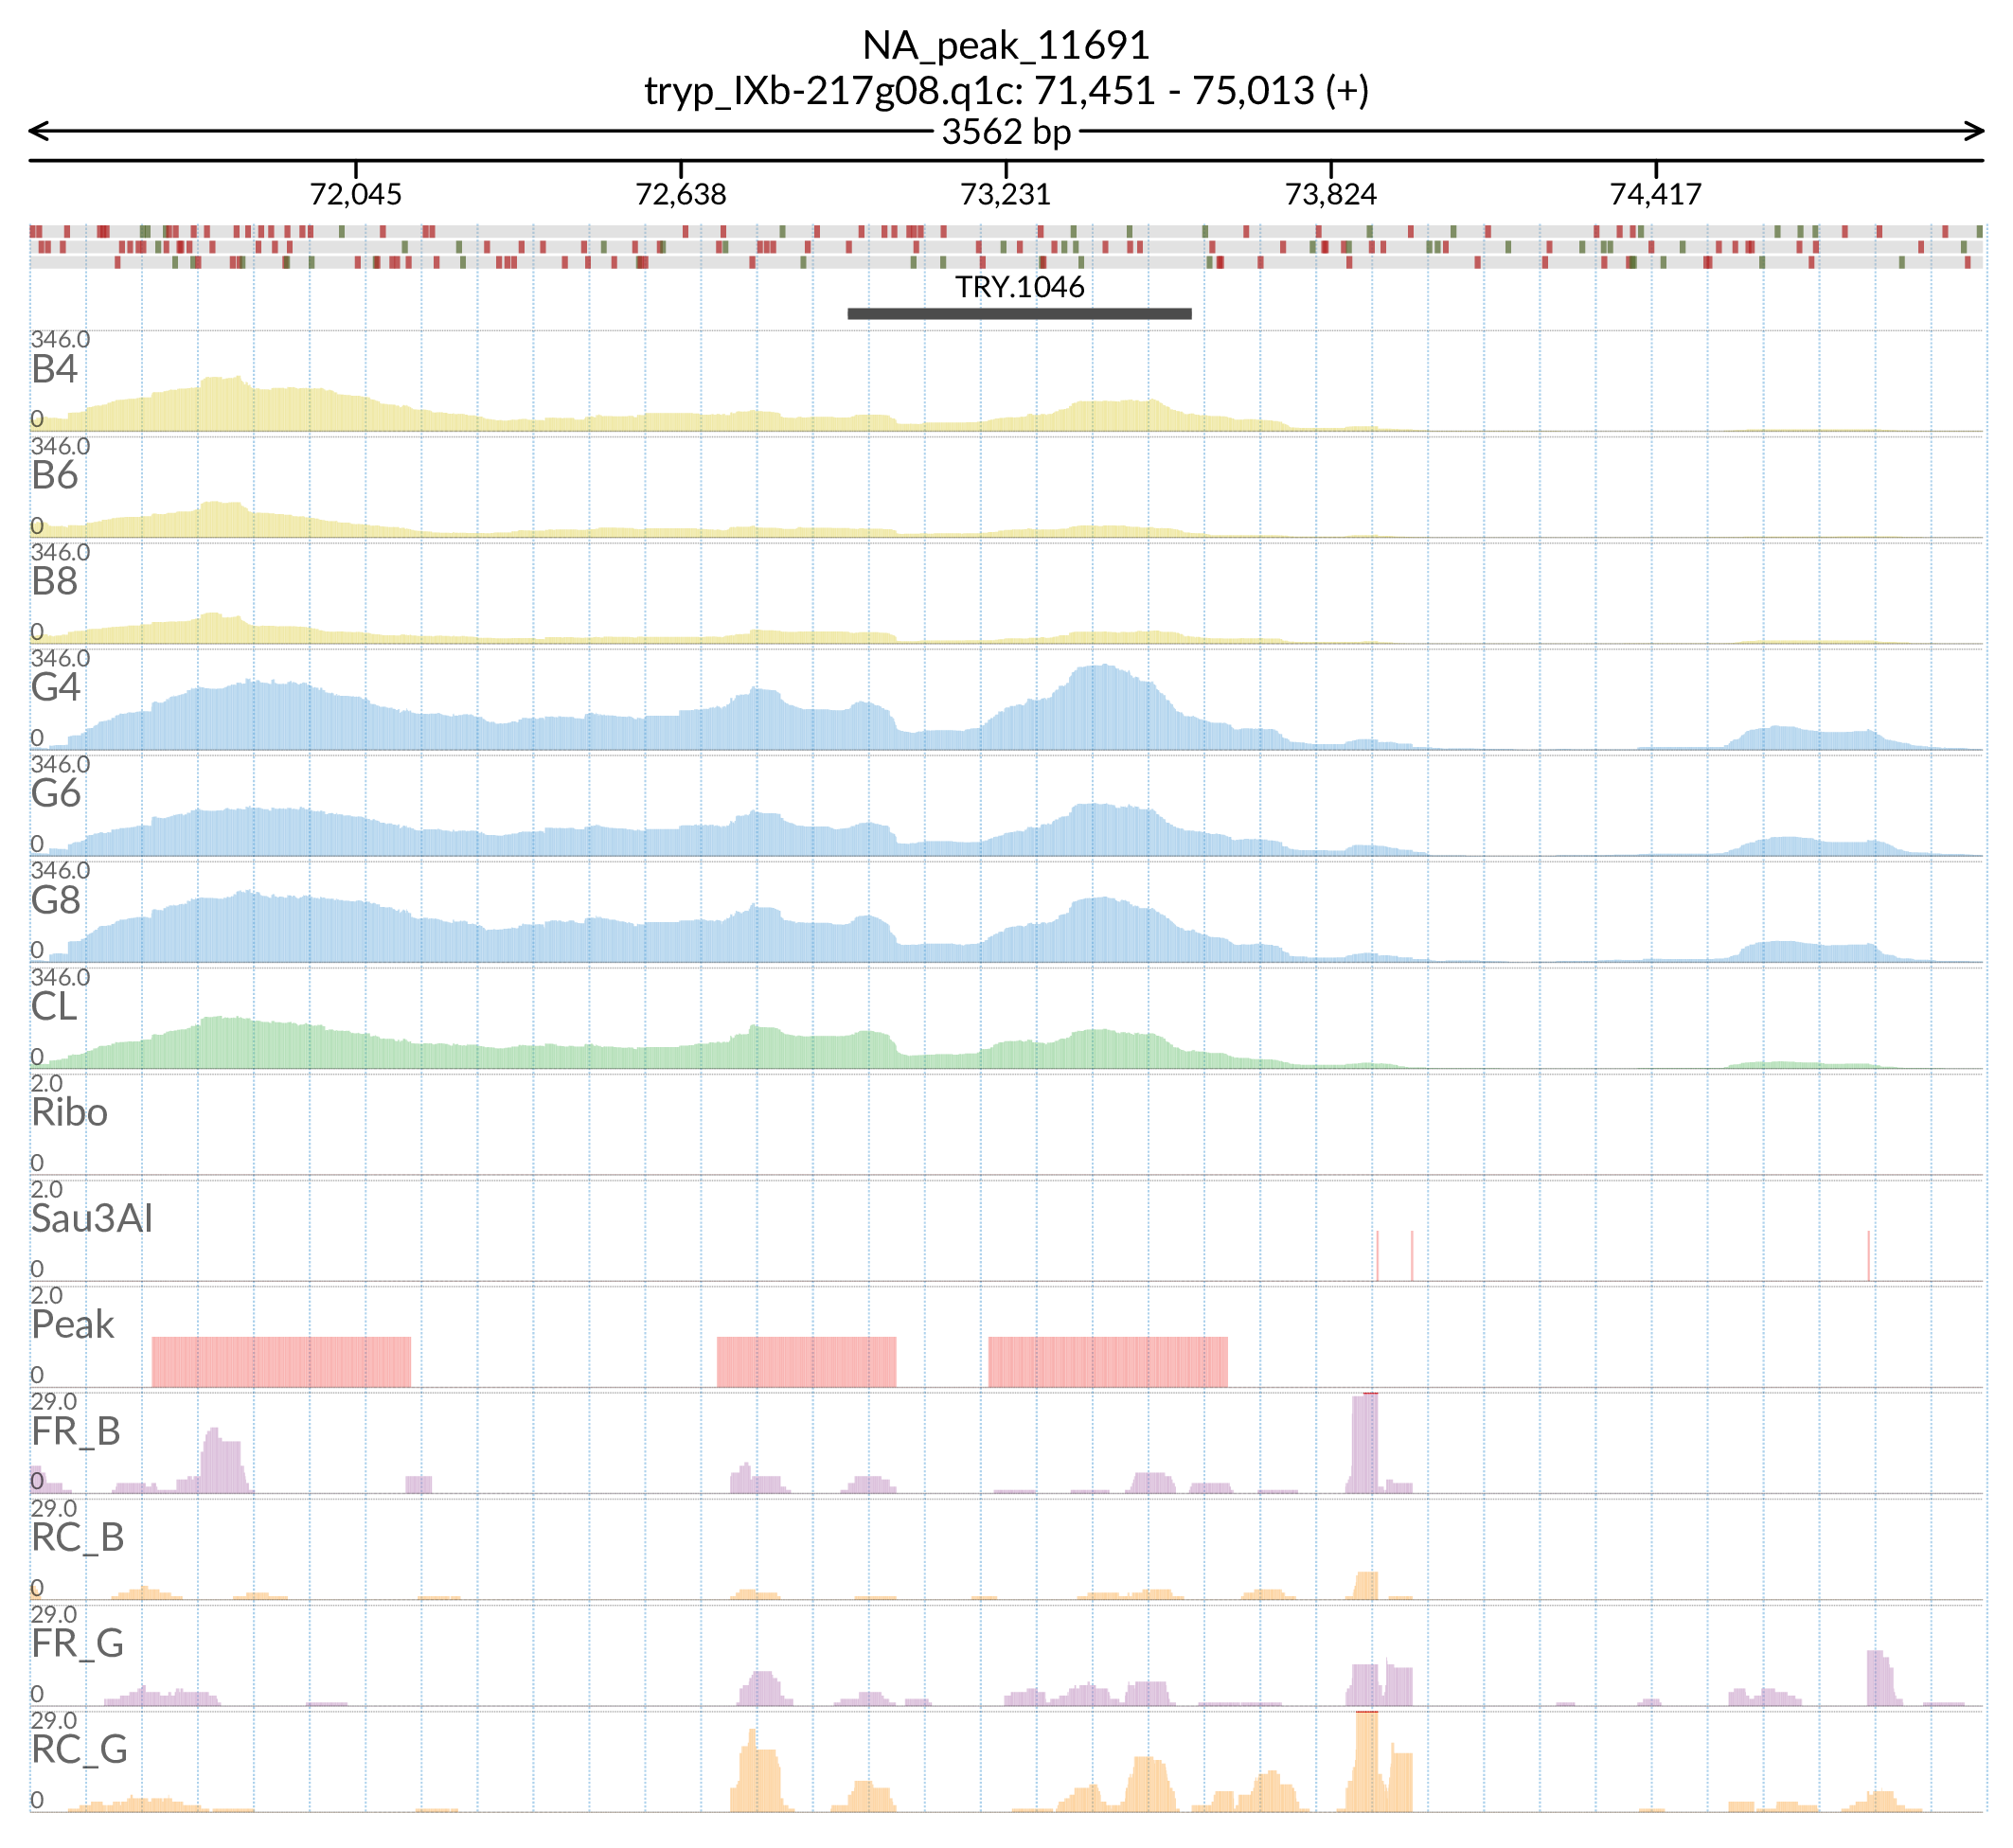 NA_peak_11691
tryp_IXb-217g08.q1c: 71,451 - 75,013 (+)
3562 bp
72,045 72,638 73,231 73,824 74,417
TRY.1046
346.0
B4
0
346.0
B6
0
346.0
B8
0
346.0
G4
0
346.0
G6
0
346.0
G8
0
346.0
CL
0
2.0
Ribo
0
2.0
Sau3AI
0
2.0
Peak
0
29.0
FR_B
0
29.0
RC_B
0
29.0
FR_G
0
29.0
RC_G
0